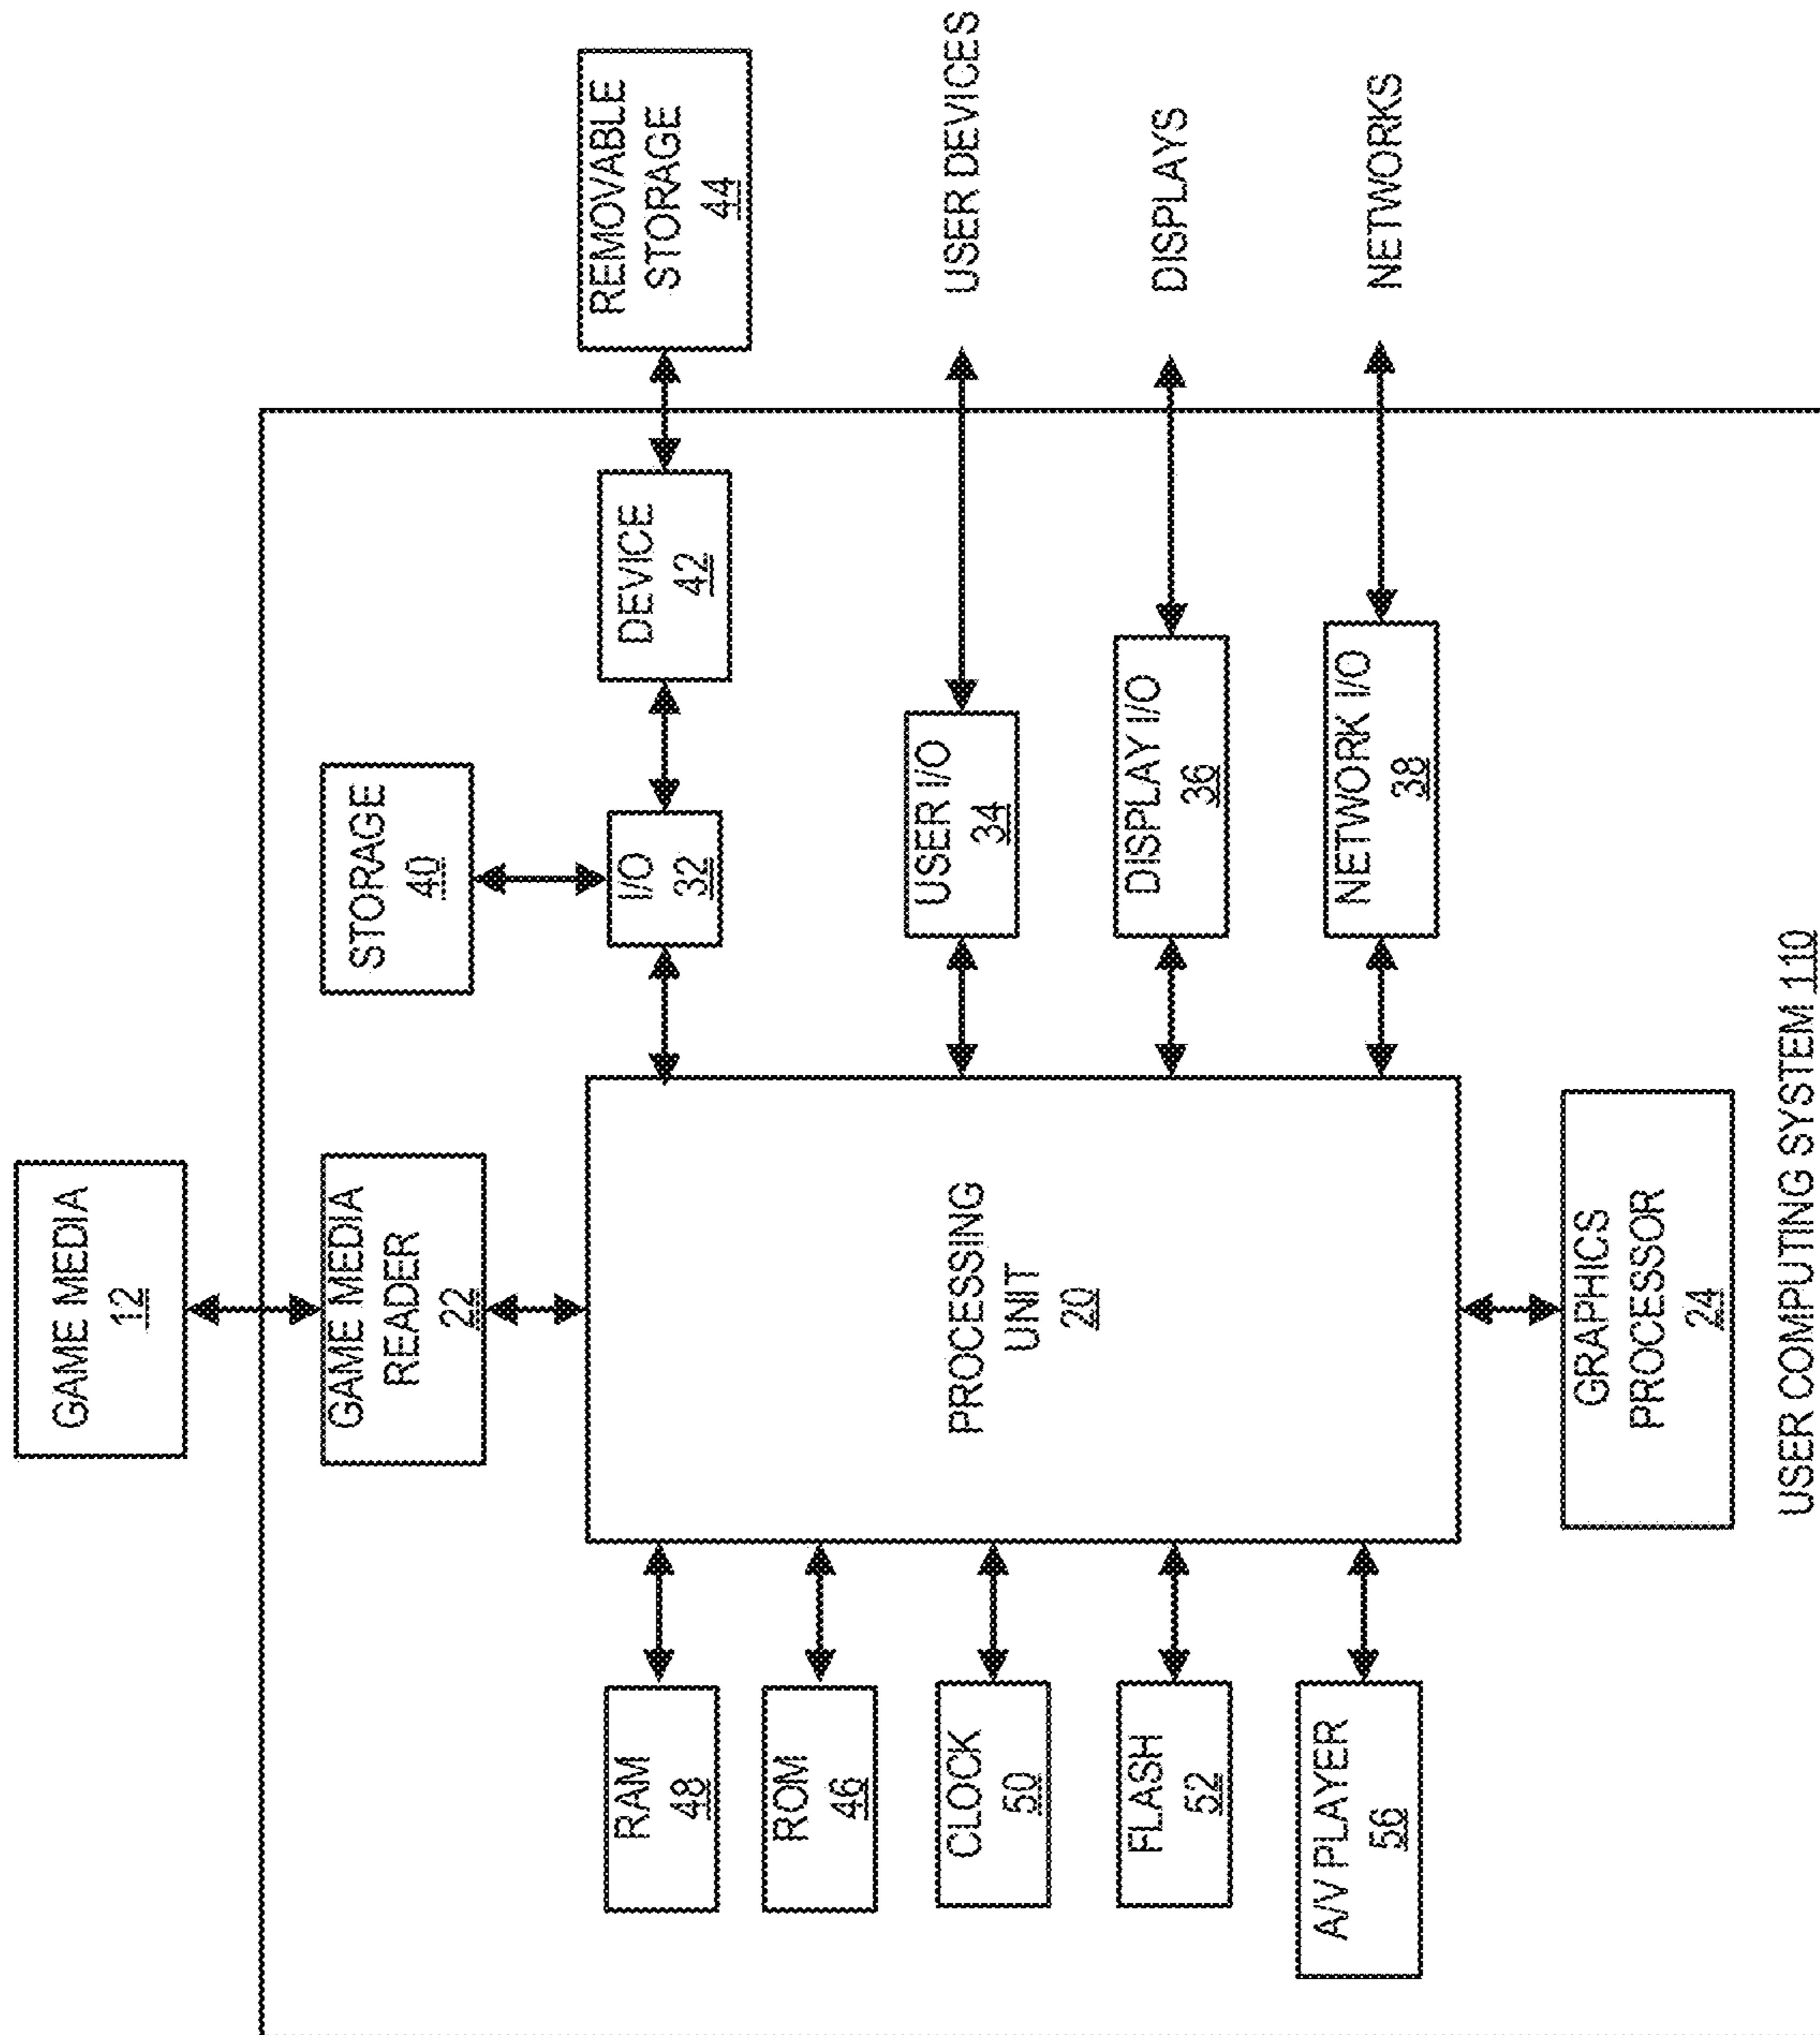 GAME MEDIA
12
GAME MEDIA
READER
22
STORAGE
40
RAM
48
I/O
32
DEVICE
42
REMOVABLE
STORAGE
44
ROM
46
PROCESSING
UNIT
20
CLOCK
50
USER I/O
34
USER DEVICES
FLASH
52
DISPLAY I/O
36
DISPLAYS
A/V PLAYER
56
NETWORK I/O
38
NETWORKS
GRAPHICS
PROCESSOR
24
USER COMPUTING SYSTEM 110